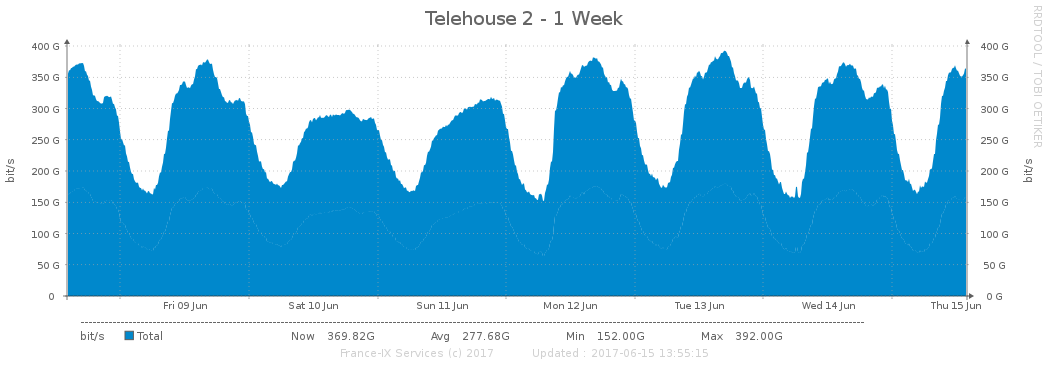 Telehouse 2 - 1 Week
RRDTOOL / TOBI OETIKER
400 G 400 G
350 G 350 G
300 G 300 G
250 G 250 G
200 G 200 G
150 G 150 G
100 G 100 G
50 G 50 G
0 0 G
bit/s bit/s
Fri 09 Jun Sat 10 Jun Sun 11 Jun Mon 12 Jun Tue 13 Jun Wed 14 Jun Thu 15 Jun
bit/s Total Now 369.82G Avg 277.68G Min 152.00G Max 392.00G
France-IX Services (c) 2017 Updated : 2017-06-15 13:55:15